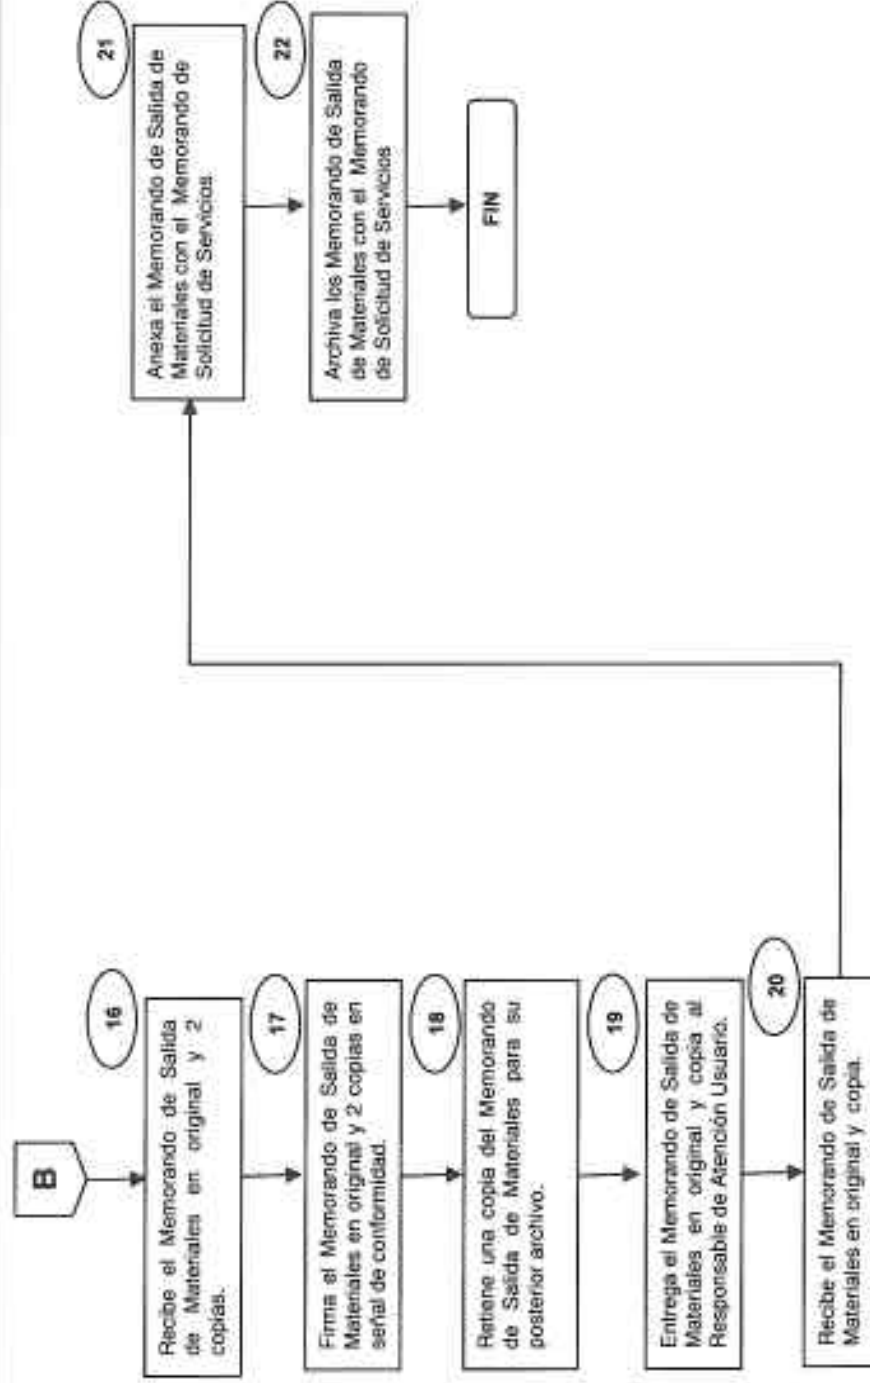 B
16
Recibe el Memorando de Salida
de Materiales en original y 2
copias.
17
Firma el Memorando de Salida de
Materiales en original y 2 copias en
señal de conformidad.
18
Retiene una copia del Memorando
de Salida de Materiales para su
posterior archivo.
19
Entrega el Memorando de Salida de
Materiales en original y copia al
Responsable de Atención Usuario.
20
Recibe el Memorando de Salida de
Materiales en original y copia.
21
Anexa el Memorando de Salida de
Materiales con el Memorando de
Solicitud de Servicios
22
Archiva los Memorando de Salida
de Materiales con el Memorando
de Solicitud de Servicios
FIN